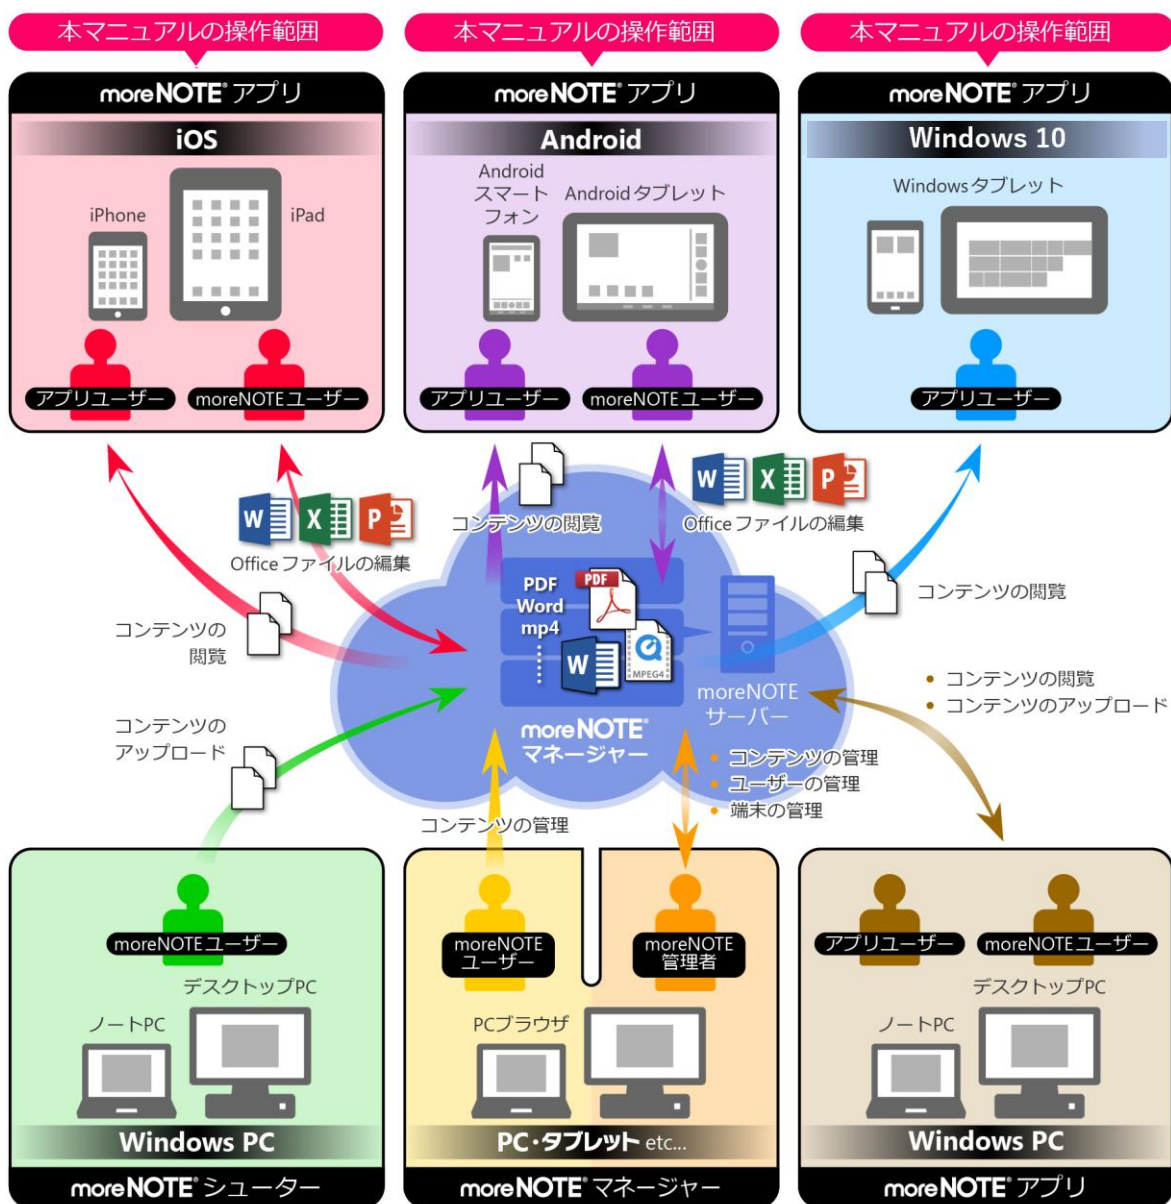 本マニュアルの操作範囲
本マニュアルの操作範囲
本マニュアルの操作範囲
moreNOTE® アプリ
iOS
iPhone
iPad
アプリユーザー
moreNOTEユーザー
moreNOTE® アプリ
Android
Android
スマート
フォン
Androidタブレット
アプリユーザー
moreNOTEユーザー
moreNOTE® アプリ
Windows 10
Windowsタブレット
アプリユーザー
W
X
P
Officeファイルの編集
コンテンツの閲覧
W
X
P
Officeファイルの編集
コンテンツの
閲覧
コンテンツの閲覧
PDF
Word
mp4
PDF
W
MPEG4
moreNOTE
サーバー
moreNOTE®
マネージャー
• コンテンツの閲覧
• コンテンツのアップロード
コンテンツの
アップロード
コンテンツの管理
• コンテンツの管理
• ユーザーの管理
• 端末の管理
moreNOTEユーザー
デスクトップPC
ノートPC
Windows PC
moreNOTE® シューター
moreNOTE
ユーザー
moreNOTE
管理者
PCブラウザ
PC・タブレット etc...
moreNOTE® マネージャー
アプリユーザー
moreNOTEユーザー
デスクトップPC
ノートPC
Windows PC
moreNOTE® アプリ